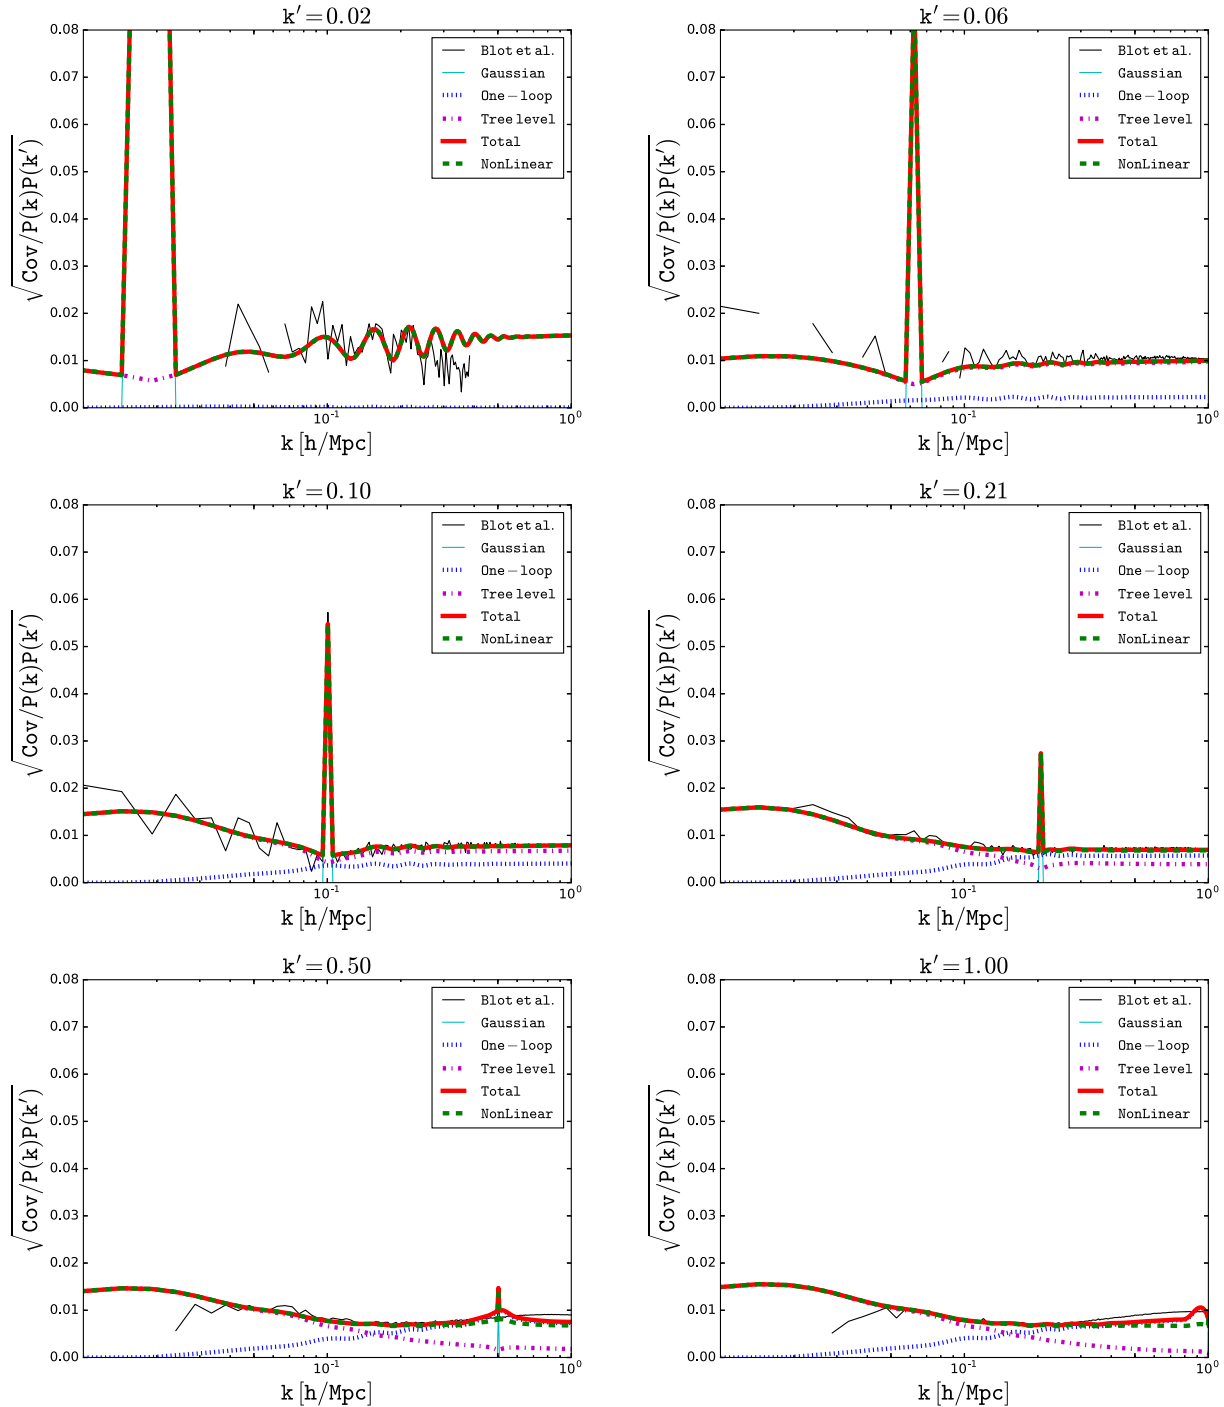 k′=0.02
0.08
0.07
0.06
0.05
0.04
0.03
0.02
0.01
0.00
10⁻¹
10⁰
k [h/Mpc]
√Cov/P(k)P(k′)
Blot et al.
Gaussian
One−loop
Tree level
Total
NonLinear
k′=0.06
0.08
0.07
0.06
0.05
0.04
0.03
0.02
0.01
0.00
10⁻¹
10⁰
k [h/Mpc]
√Cov/P(k)P(k′)
Blot et al.
Gaussian
One−loop
Tree level
Total
NonLinear
k′=0.10
0.08
0.07
0.06
0.05
0.04
0.03
0.02
0.01
0.00
10⁻¹
10⁰
k [h/Mpc]
√Cov/P(k)P(k′)
Blot et al.
Gaussian
One−loop
Tree level
Total
NonLinear
k′=0.21
0.08
0.07
0.06
0.05
0.04
0.03
0.02
0.01
0.00
10⁻¹
10⁰
k [h/Mpc]
√Cov/P(k)P(k′)
Blot et al.
Gaussian
One−loop
Tree level
Total
NonLinear
k′=0.50
0.08
0.07
0.06
0.05
0.04
0.03
0.02
0.01
0.00
10⁻¹
10⁰
k [h/Mpc]
√Cov/P(k)P(k′)
Blot et al.
Gaussian
One−loop
Tree level
Total
NonLinear
k′=1.00
0.08
0.07
0.06
0.05
0.04
0.03
0.02
0.01
0.00
10⁻¹
10⁰
k [h/Mpc]
√Cov/P(k)P(k′)
Blot et al.
Gaussian
One−loop
Tree level
Total
NonLinear